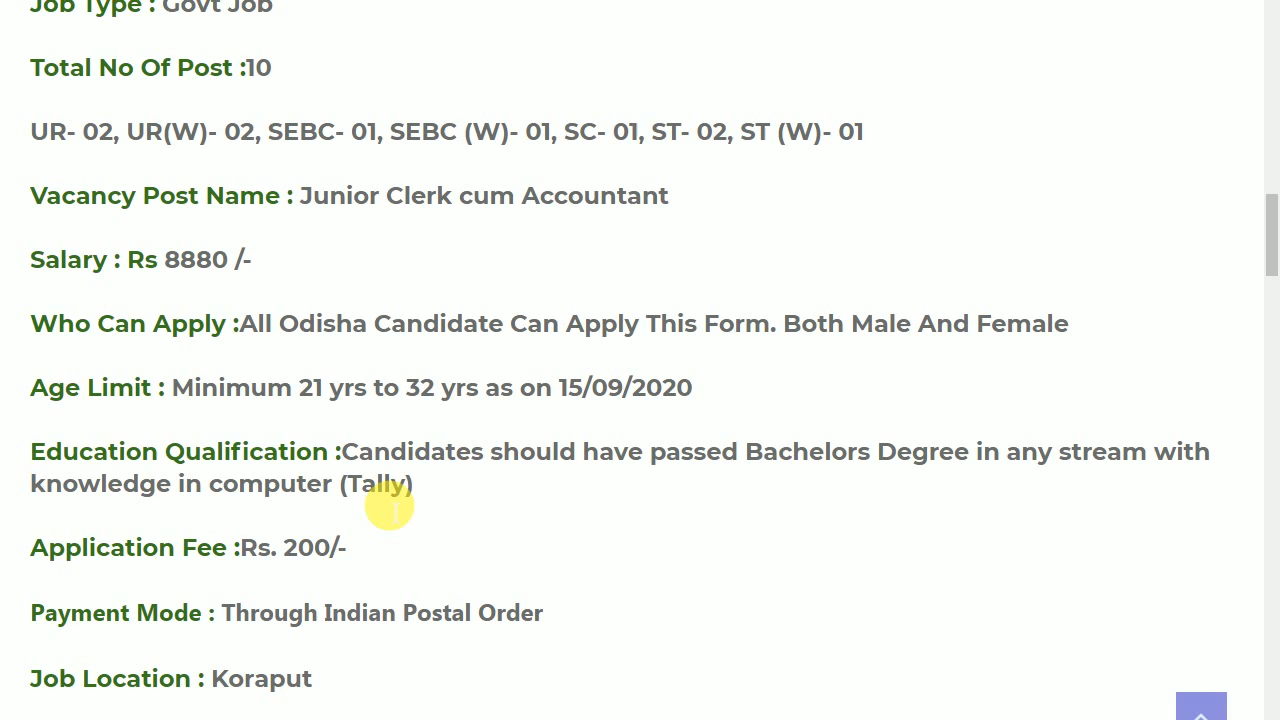 Job Type : Govt Job
Total No Of Post :10
UR- 02, UR(W)- 02, SEBC- 01, SEBC (W)- 01, SC- 01, ST- 02, ST (W)- 01
Vacancy Post Name : Junior Clerk cum Accountant
Salary : Rs 8880 /-
Who Can Apply :All Odisha Candidate Can Apply This Form. Both Male And Female
Age Limit : Minimum 21 yrs to 32 yrs as on 15/09/2020
Education Qualification :Candidates should have passed Bachelors Degree in any stream with
knowledge in computer (Tally)
Application Fee :Rs. 200/-
Payment Mode : Through Indian Postal Order
Job Location : Koraput